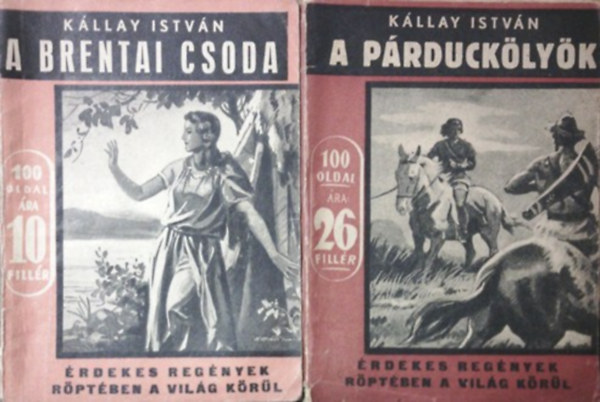 KÁLLAY ISTVÁN
A BRENTAI CSODA
100
OLDAL
ÁRA
10
FILLÉR
ÉRDEKES REGÉNYEK
RÖPTÉBEN A VILÁG KÖRÜL
KÁLLAY ISTVÁN
A PÁRDUCKÖLYÖK
100
OLDAL
ÁRA
26
FILLÉR
ÉRDEKES REGÉNYEK
RÖPTÉBEN A VILÁG KÖRÜL